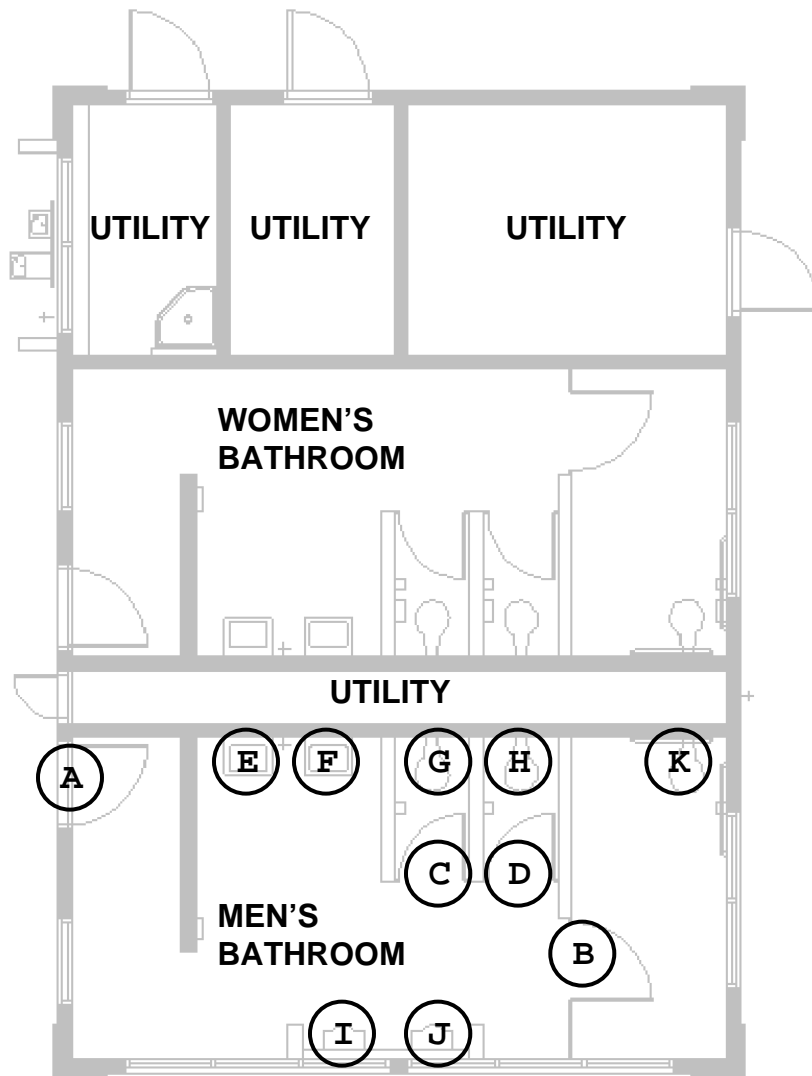 UTILITY UTILITY UTILITY
WOMEN'S
BATHROOM
UTILITY
A E F G H K
C D
MEN'S
BATHROOM
B
I J